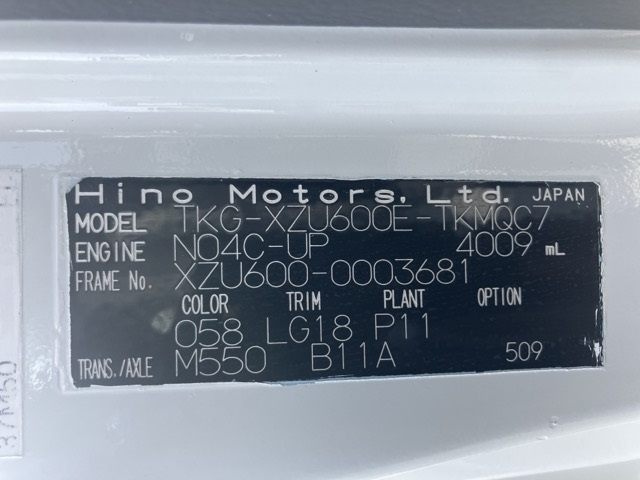 Hino Motors, Ltd. JAPAN
MODEL TKG-XZU600E-TKMQC7
ENGINE N04C-UP 4009 mL
FRAME No. XZU600-0003681
COLOR TRIM PLANT OPTION
058 LG18 P11
TRANS./AXLE M550 B11A 509